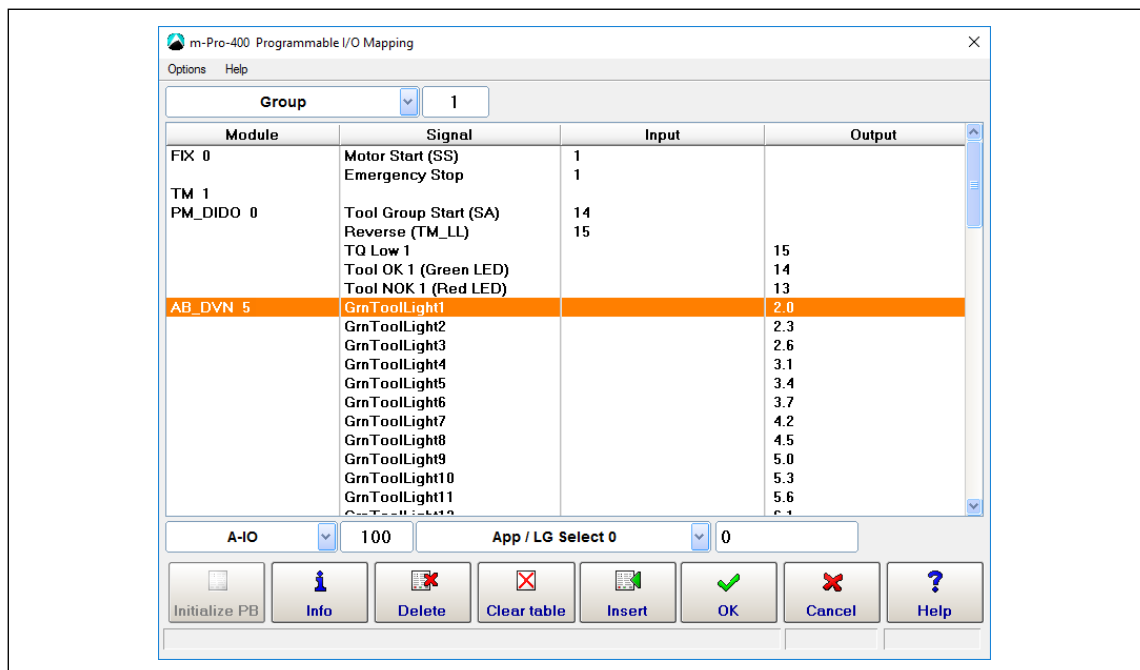 m-Pro-400 Programmable I/O Mapping
Options Help
Group 1
Module Signal Input Output
FIX 0 Motor Start (SS) 1
Emergency Stop 1
TM 1
PM_DIDO 0 Tool Group Start (SA) 14
Reverse (TM_LL) 15
TQ Low 1 15
Tool OK 1 (Green LED) 14
Tool NOK 1 (Red LED) 13
AB_DVN 5 GrnToolLight1 2.0
GrnToolLight2 2.3
GrnToolLight3 2.6
GrnToolLight4 3.1
GrnToolLight5 3.4
GrnToolLight6 3.7
GrnToolLight7 4.2
GrnToolLight8 4.5
GrnToolLight9 5.0
GrnToolLight10 5.3
GrnToolLight11 5.6
A-IO 100 App / LG Select 0 0
Initialize PB Info Delete Clear table Insert OK Cancel Help